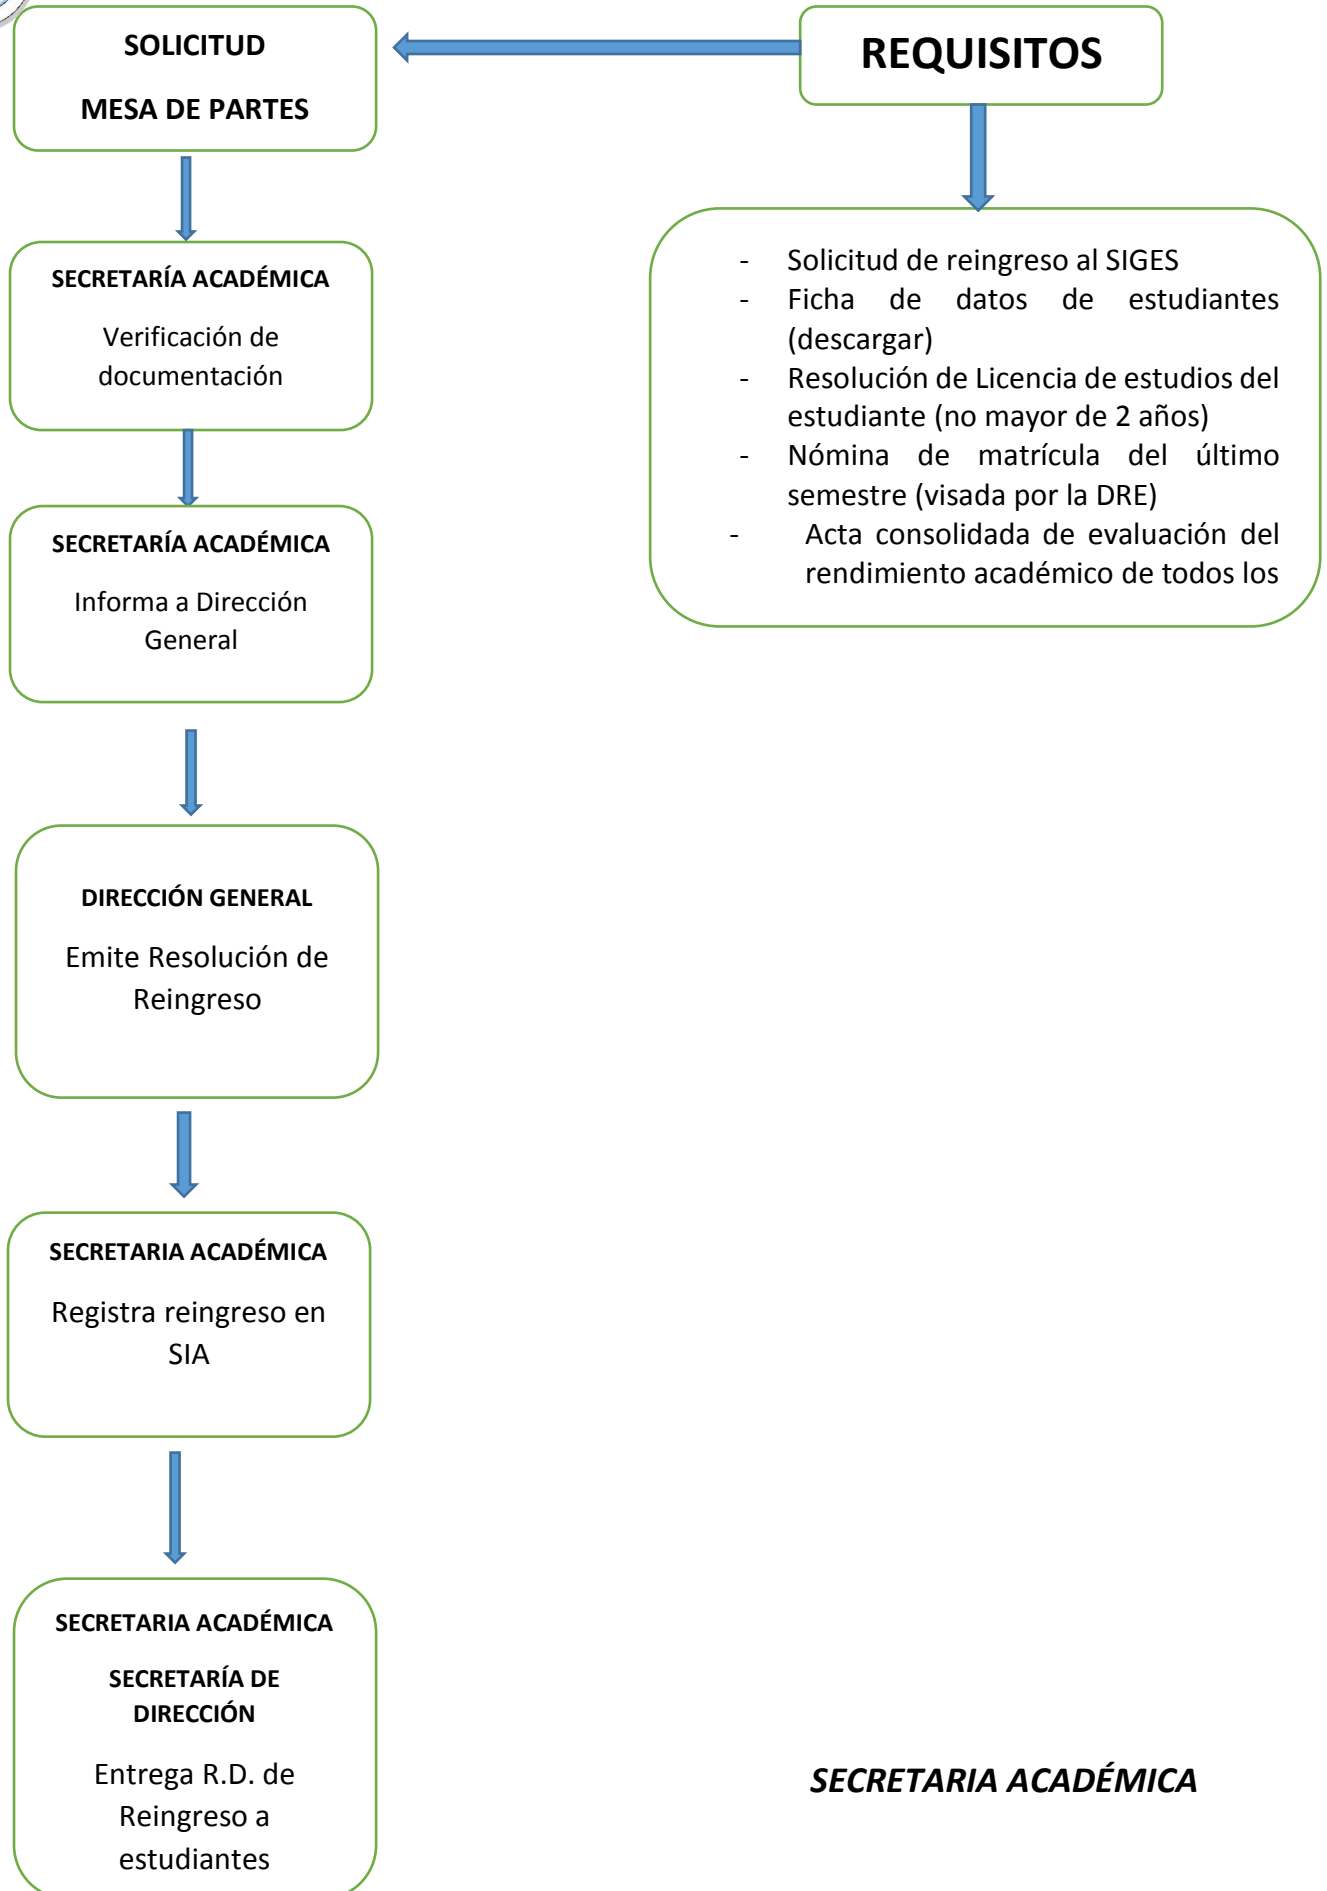 SOLICITUD
MESA DE PARTES
REQUISITOS
SECRETARÍA ACADÉMICA
Verificación de
documentación
- Solicitud de reingreso al SIGES
- Ficha de datos de estudiantes
(descargar)
- Resolución de Licencia de estudios del
estudiante (no mayor de 2 años)
- Nómina de matrícula del último
semestre (visada por la DRE)
- Acta consolidada de evaluación del
rendimiento académico de todos los
SECRETARÍA ACADÉMICA
Informa a Dirección
General
DIRECCIÓN GENERAL
Emite Resolución de
Reingreso
SECRETARIA ACADÉMICA
Registra reingreso en
SIA
SECRETARIA ACADÉMICA
SECRETARÍA DE
DIRECCIÓN
Entrega R.D. de
Reingreso a
estudiantes
SECRETARIA ACADÉMICA